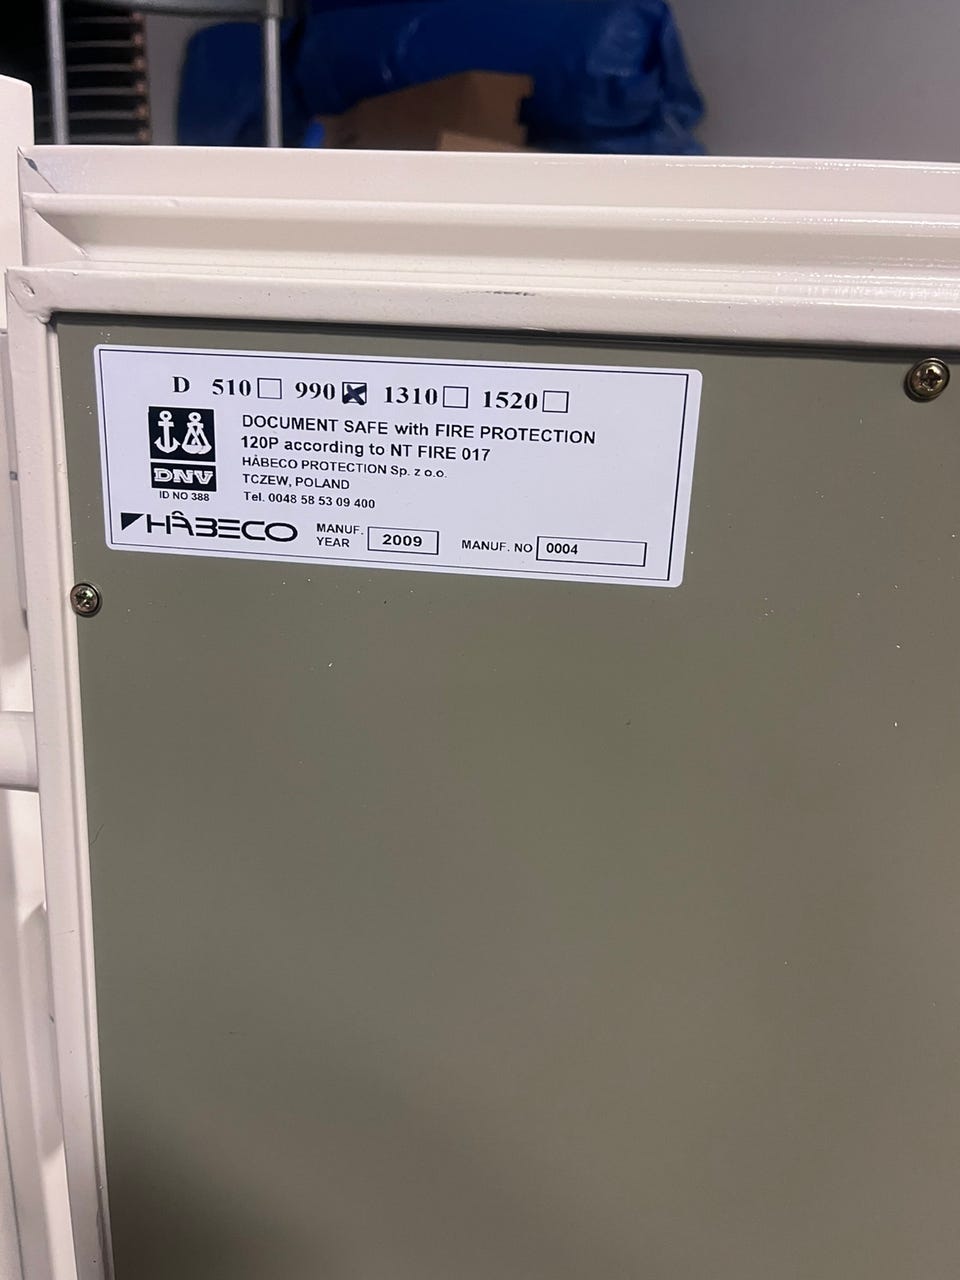 D 510 990 1310 1520
DOCUMENT SAFE with FIRE PROTECTION
120P according to NT FIRE 017
HÅBECO PROTECTION Sp. z o.o.
TCZEW, POLAND
Tel. 0048 58 53 09 400
DNV
ID NO 388
HÂBECO
MANUF. YEAR 2009
MANUF. NO 0004